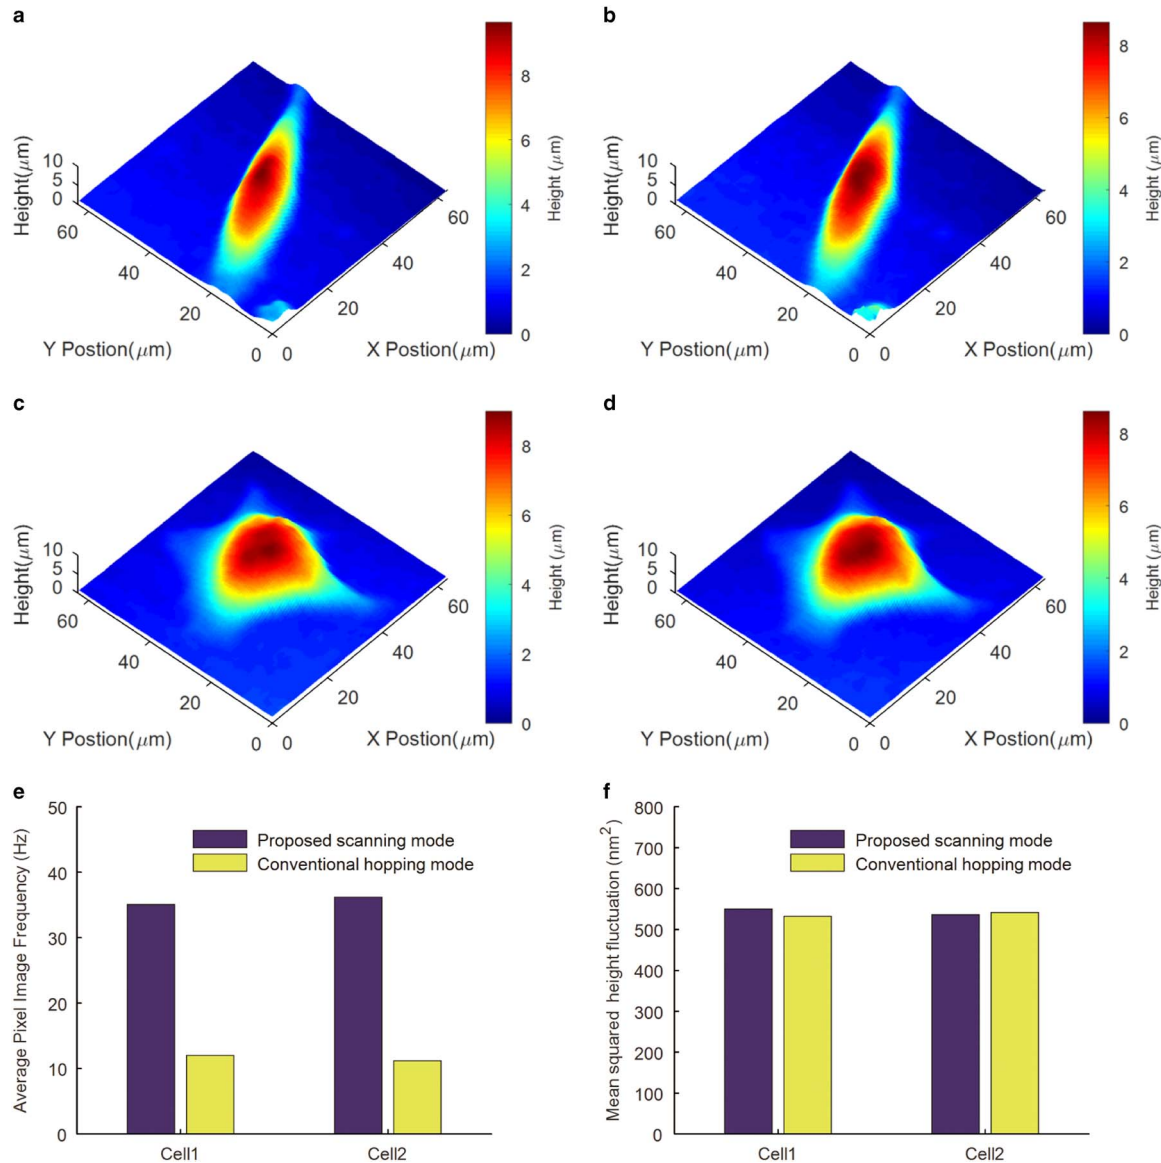 a
8
6
4
2
0
Height (μm)
Height(μm)
10
5
0
60
40
20
0
0
20
40
60
Y Postion(μm)
X Postion(μm)
b
8
6
4
2
0
Height (μm)
Height(μm)
10
5
0
60
40
20
0
0
20
40
60
Y Postion(μm)
X Postion(μm)
c
8
6
4
2
0
Height (μm)
Height(μm)
10
5
0
60
40
20
0
0
20
40
60
Y Postion(μm)
X Postion(μm)
d
8
6
4
2
0
Height (μm)
Height(μm)
10
5
0
60
40
20
0
0
20
40
60
Y Postion(μm)
X Postion(μm)
e
Average Pixel Image Frequency (Hz)
50
40
30
20
10
0
Proposed scanning mode
Conventional hopping mode
Cell1
Cell2
f
Mean squared height fluctuation (nm²)
800
700
600
500
400
300
200
100
0
Proposed scanning mode
Conventional hopping mode
Cell1
Cell2